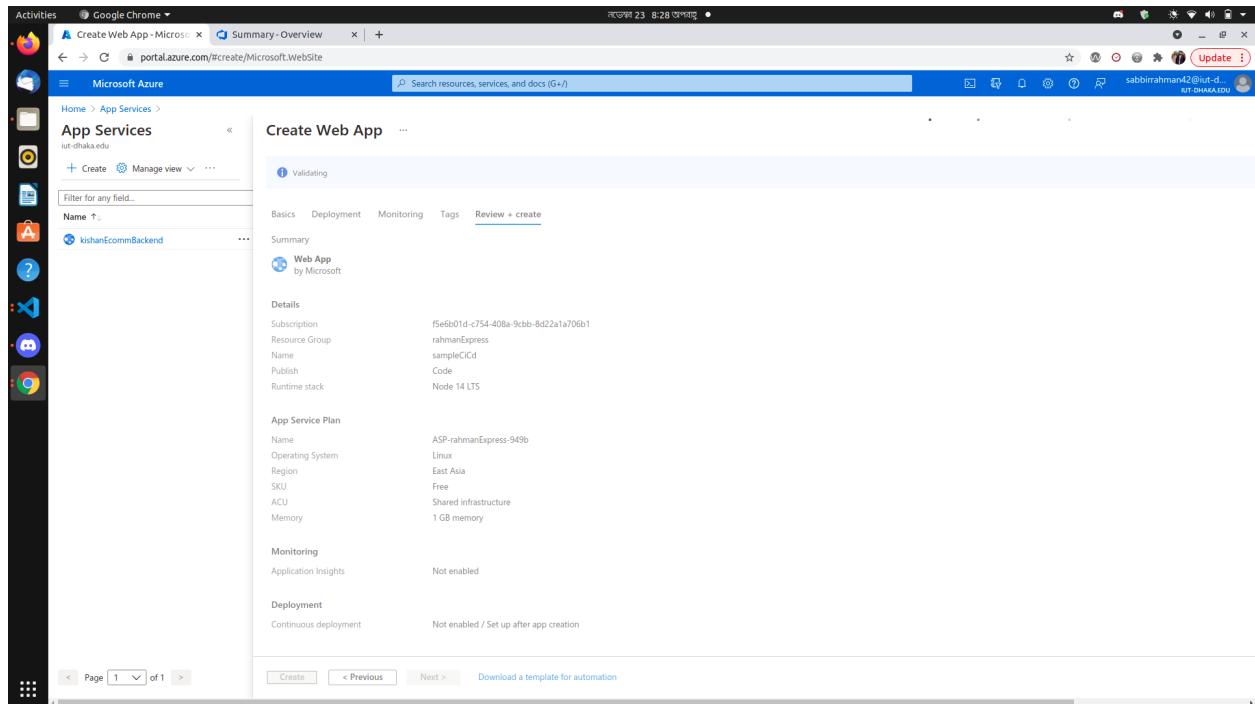 Activities Google Chrome নভেম্বর 23 8:28 অপরাহ্ণ
Create Web App - Microsc Summary - Overview
portal.azure.com/#create/Microsoft.WebSite Update
Microsoft Azure Search resources, services, and docs (G+/) sabbirrahman42@iut-d...
IUT-DHAKA.EDU
Home > App Services >
App Services « Create Web App ...
iut-dhaka.edu
+ Create Manage view ...
Validating
Filter for any field...
Name ↑↓
Basics Deployment Monitoring Tags Review + create
kishanEcommBackend ...
Summary
Web App
by Microsoft
Details
Subscription f5e6b01d-c754-408a-9cbb-8d22a1a706b1
Resource Group rahmanExpress
Name sampleCiCd
Publish Code
Runtime stack Node 14 LTS
App Service Plan
Name ASP-rahmanExpress-949b
Operating System Linux
Region East Asia
SKU Free
ACU Shared infrastructure
Memory 1 GB memory
Monitoring
Application Insights Not enabled
Deployment
Continuous deployment Not enabled / Set up after app creation
< Page 1 of 1 > Create < Previous Next > Download a template for automation